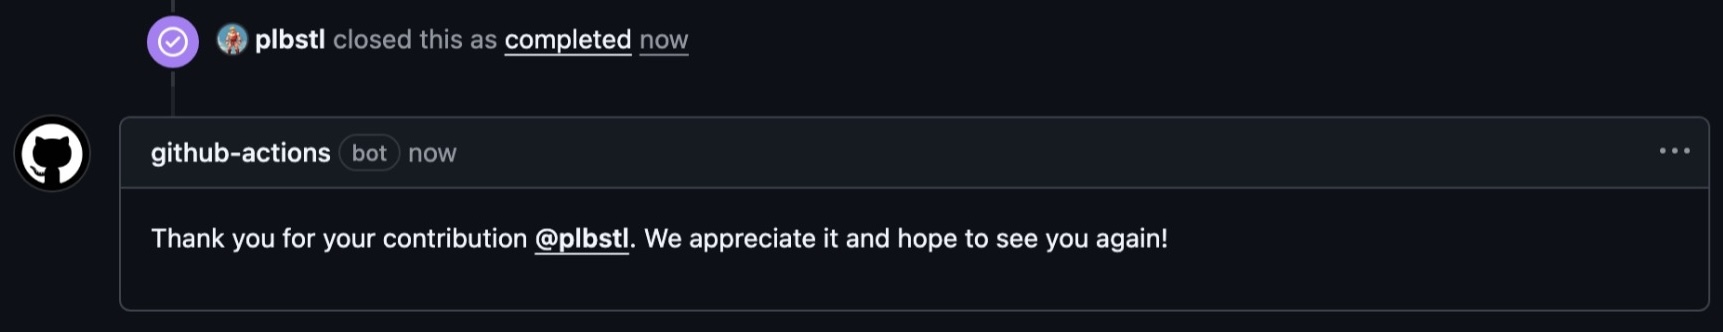 plbstl closed this as completed now
github-actions bot now
Thank you for your contribution @plbstl. We appreciate it and hope to see you again!